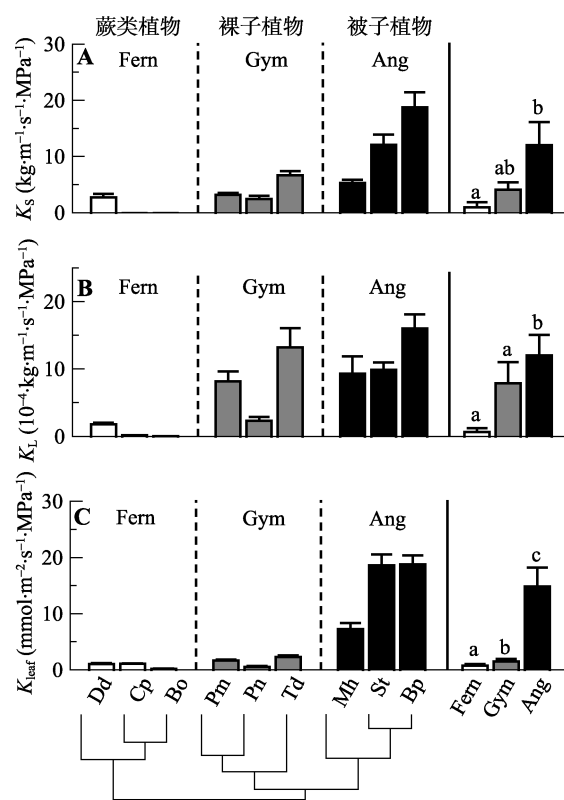 蕨类植物 裸子植物 被子植物
A Fern Gym Ang
30
20
10
0
K_S (kg·m⁻¹·s⁻¹·MPa⁻¹)
a ab b
B Fern Gym Ang
20
10
0
K_L (10⁻⁴·kg·m⁻¹·s⁻¹·MPa⁻¹)
a a b
C Fern Gym Ang
30
20
10
0
K_leaf (mmol·m⁻²·s⁻¹·MPa⁻¹)
a b c
Dd Cp Bo Pm Pn Td Mh St Bp Fern Gym Ang